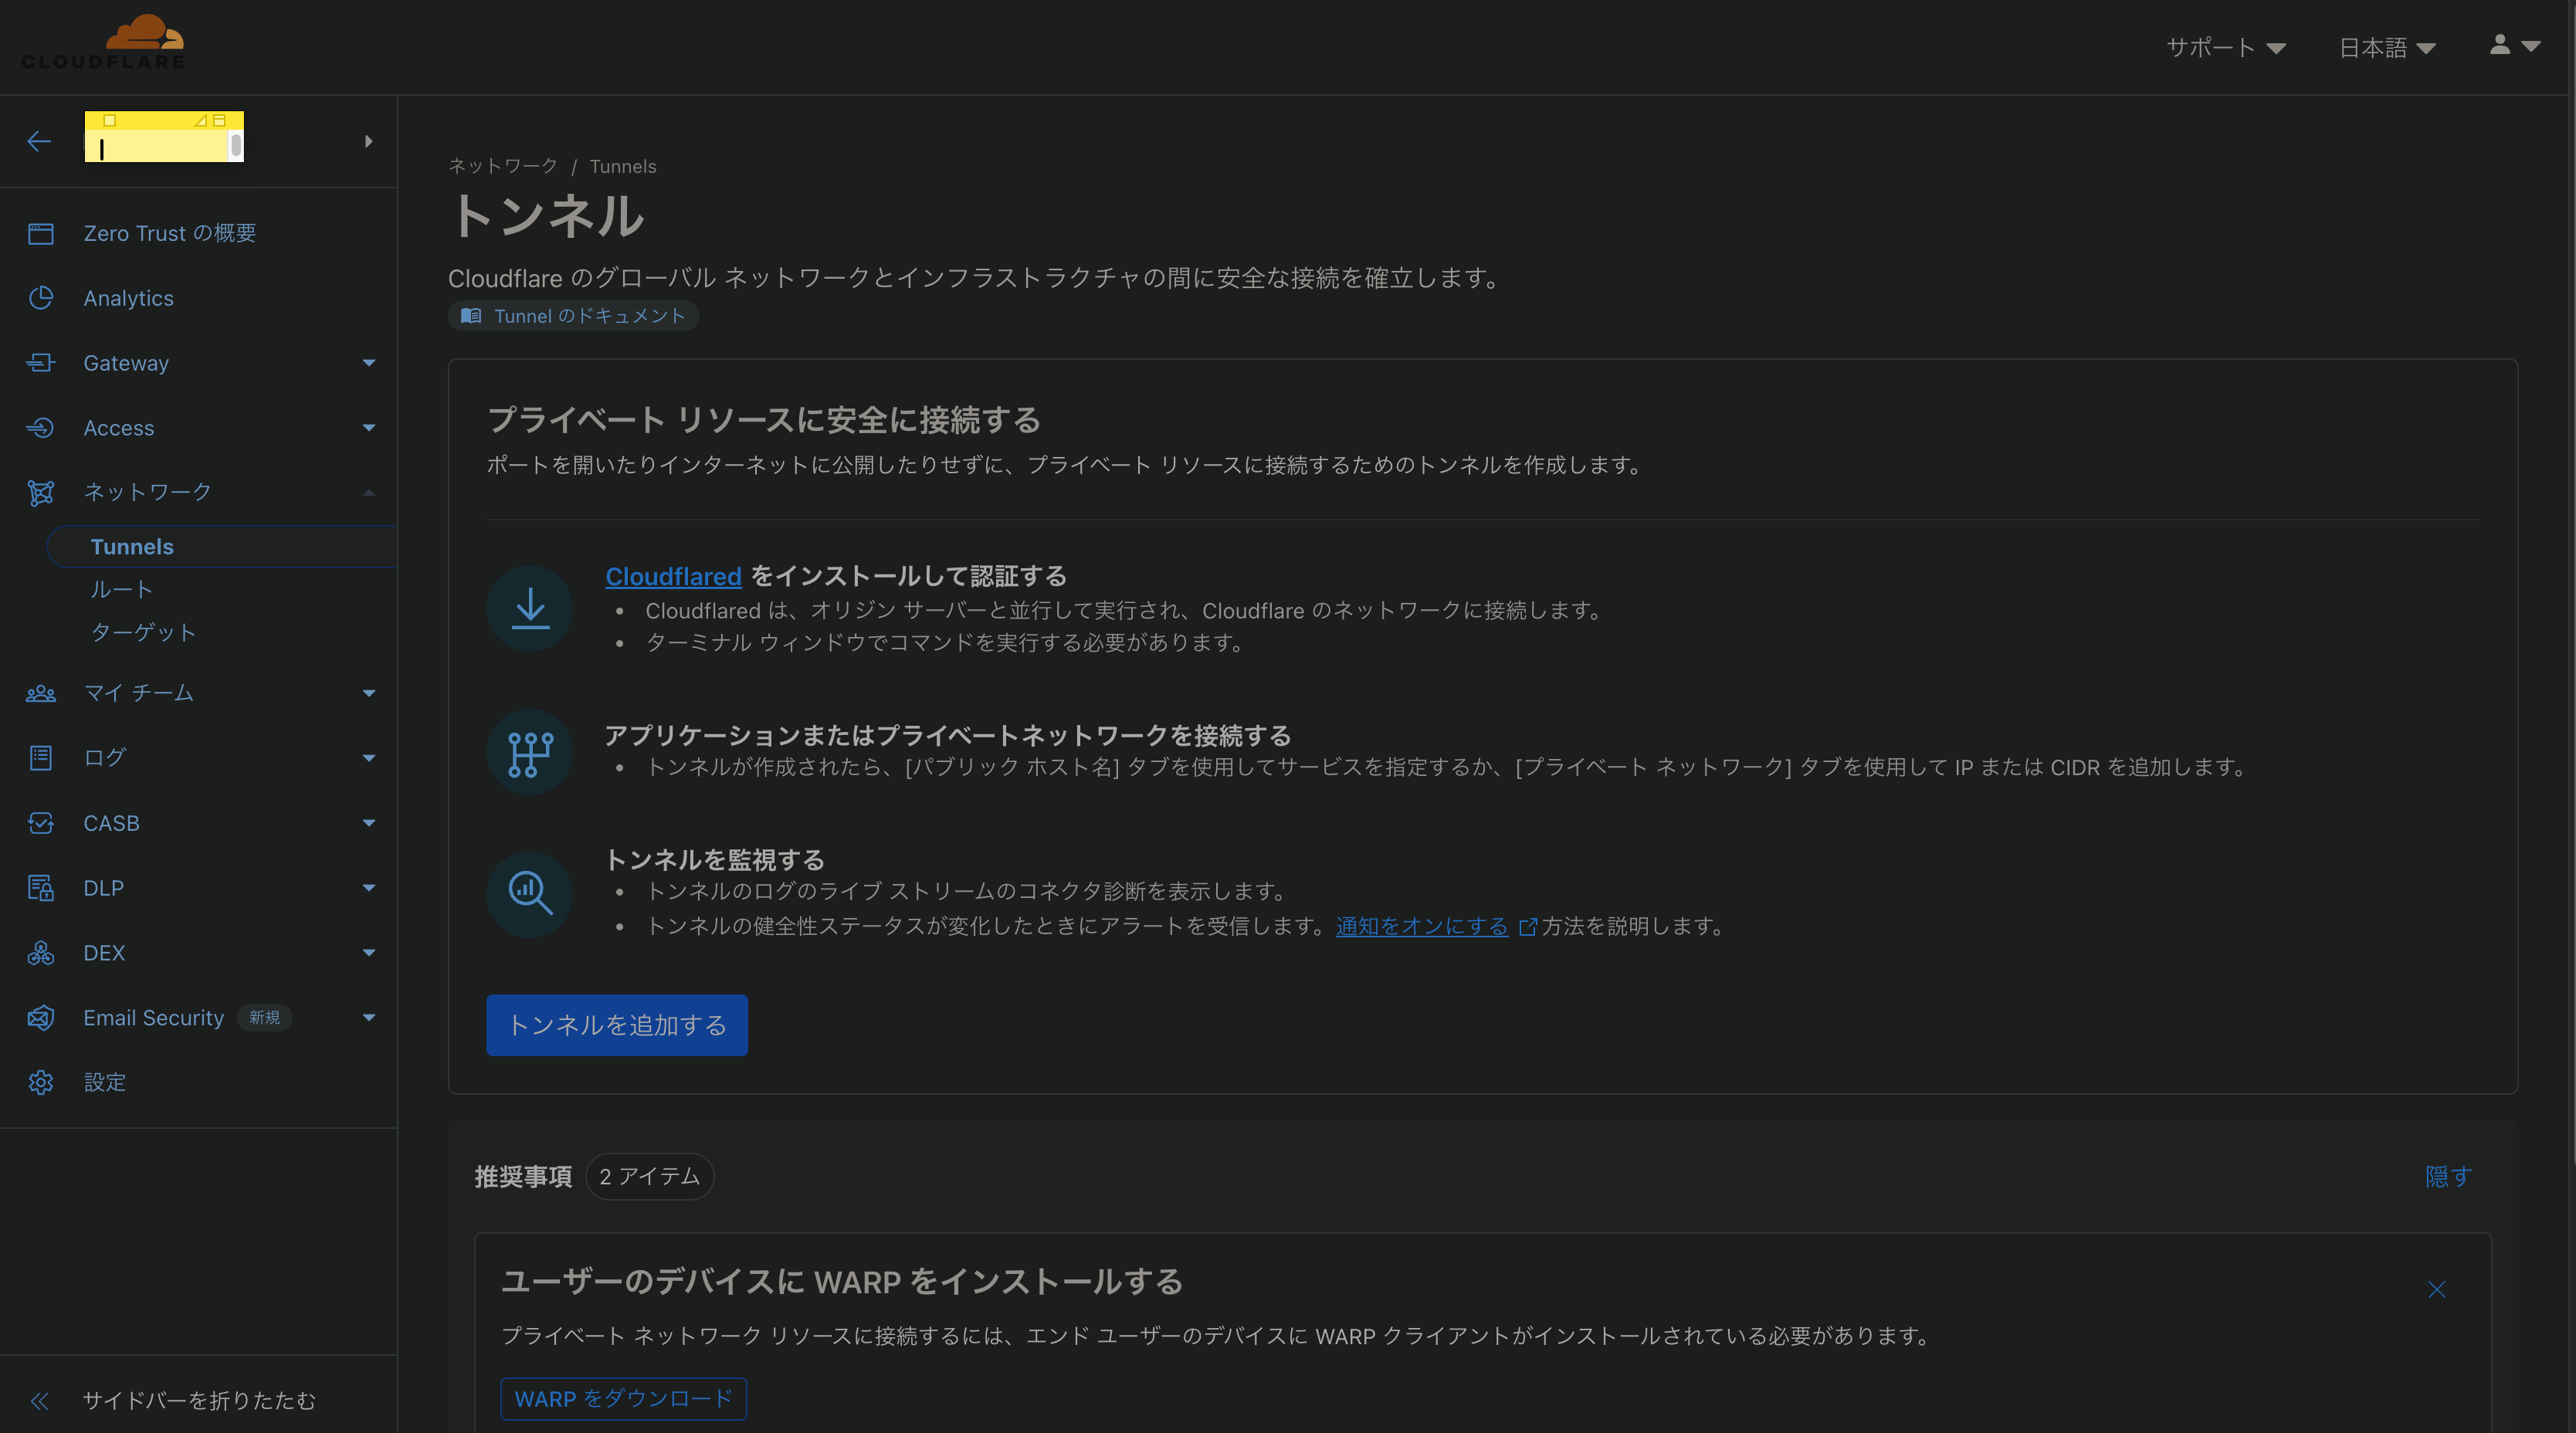 CLOUDFLARE
サポート
日本語
Zero Trust の概要
Analytics
Gateway
Access
ネットワーク
Tunnels
ルート
ターゲット
マイ チーム
ログ
CASB
DLP
DEX
Email Security 新規
設定
サイドバーを折りたたむ
ネットワーク / Tunnels
トンネル
Cloudflare のグローバル ネットワークとインフラストラクチャの間に安全な接続を確立します。
Tunnel のドキュメント
プライベート リソースに安全に接続する
ポートを開いたりインターネットに公開したりせずに、プライベート リソースに接続するためのトンネルを作成します。
Cloudflared をインストールして認証する
• Cloudflared は、オリジン サーバーと並行して実行され、Cloudflare のネットワークに接続します。
• ターミナル ウィンドウでコマンドを実行する必要があります。
アプリケーションまたはプライベートネットワークを接続する
• トンネルが作成されたら、[パブリック ホスト名] タブを使用してサービスを指定するか、[プライベート ネットワーク] タブを使用して IP または CIDR を追加します。
トンネルを監視する
• トンネルのログのライブ ストリームのコネクタ診断を表示します。
• トンネルの健全性ステータスが変化したときにアラートを受信します。通知をオンにする 方法を説明します。
トンネルを追加する
推奨事項 2 アイテム
隠す
ユーザーのデバイスに WARP をインストールする
プライベート ネットワーク リソースに接続するには、エンド ユーザーのデバイスに WARP クライアントがインストールされている必要があります。
WARP をダウンロード